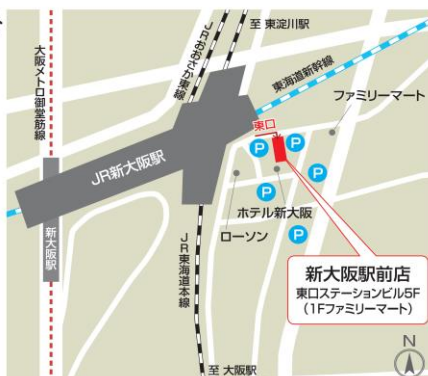 至 東淀川駅
JRおおさか東線
大阪メトロ御堂筋線
東海道新幹線
ファミリーマート
東口
P
P
JR新大阪駅
新大阪駅
P
ホテル新大阪
ローソン
P
JR東海道本線
新大阪駅前店
東口ステーションビル5F
(1Fファミリーマート)
N
至 大阪駅